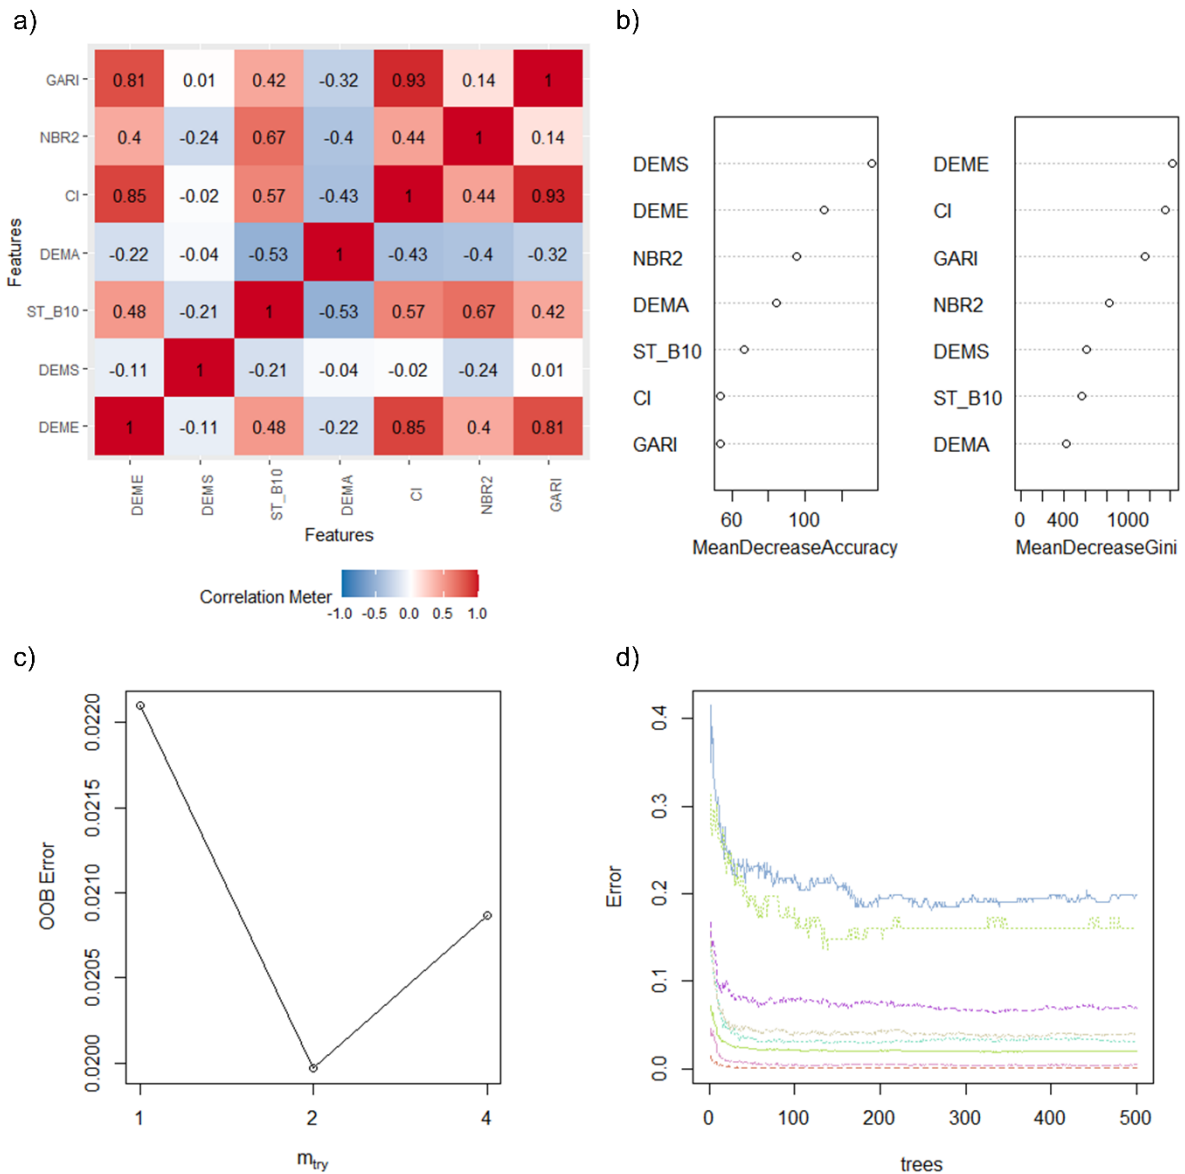 a)
GARI 0.81 0.01 0.42 -0.32 0.93 0.14 1
NBR2 0.4 -0.24 0.67 -0.4 0.44 1 0.14
CI 0.85 -0.02 0.57 -0.43 1 0.44 0.93
DEMA -0.22 -0.04 -0.53 1 -0.43 -0.4 -0.32
ST_B10 0.48 -0.21 1 -0.53 0.57 0.67 0.42
DEMS -0.11 1 -0.21 -0.04 -0.02 -0.24 0.01
DEME 1 -0.11 0.48 -0.22 0.85 0.4 0.81
Features
DEME DEMS ST_B10 DEMA CI NBR2 GARI
Features
Correlation Meter
-1.0 -0.5 0.0 0.5 1.0
b)
DEMS
DEME
NBR2
DEMA
ST_B10
CI
GARI
60 100
MeanDecreaseAccuracy
DEME
CI
GARI
NBR2
DEMS
ST_B10
DEMA
0 400 1000
MeanDecreaseGini
c)
OOB Error
0.0220
0.0215
0.0210
0.0205
0.0200
1 2 4
mtry
d)
Error
0.4
0.3
0.2
0.1
0.0
0 100 200 300 400 500
trees